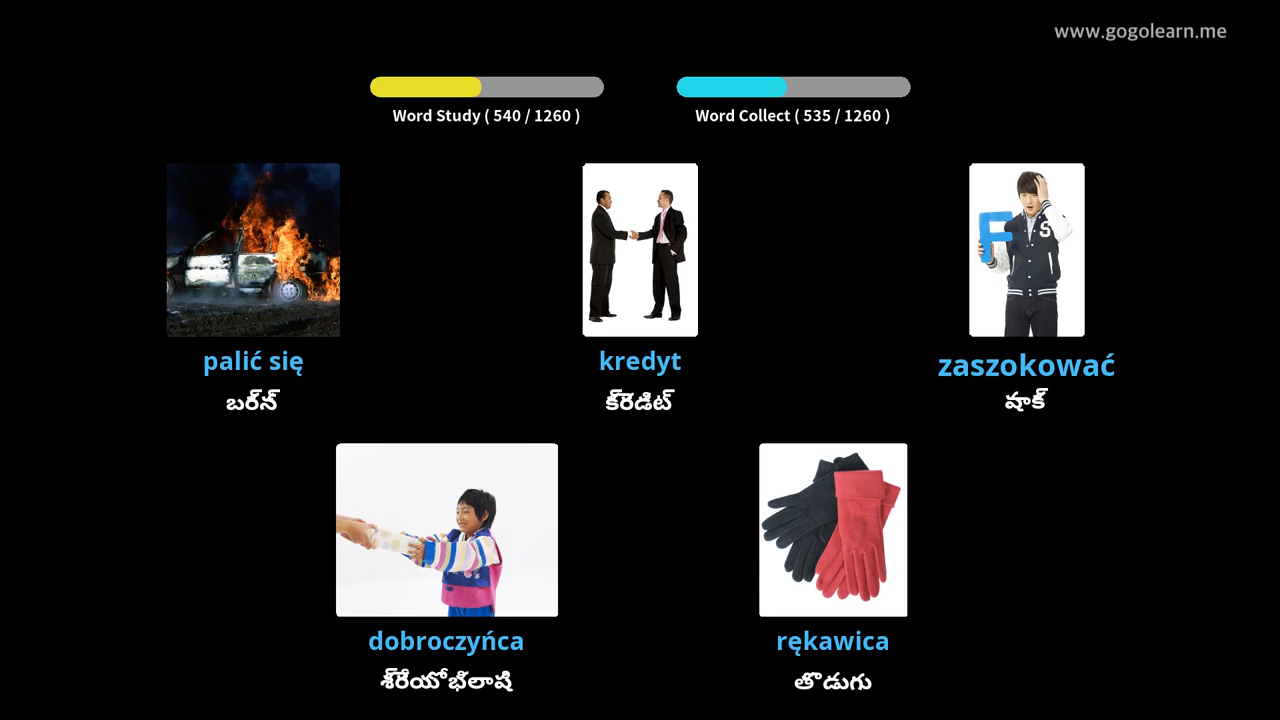 www.gogolearn.me
Word Study ( 540 / 1260 )
Word Collect ( 535 / 1260 )
palić się
బర్న్
kredyt
క్రెడిట్
zaszokować
షాక్
dobroczyńca
శ్రేయోభిలాషి
rękawica
తొడుగు